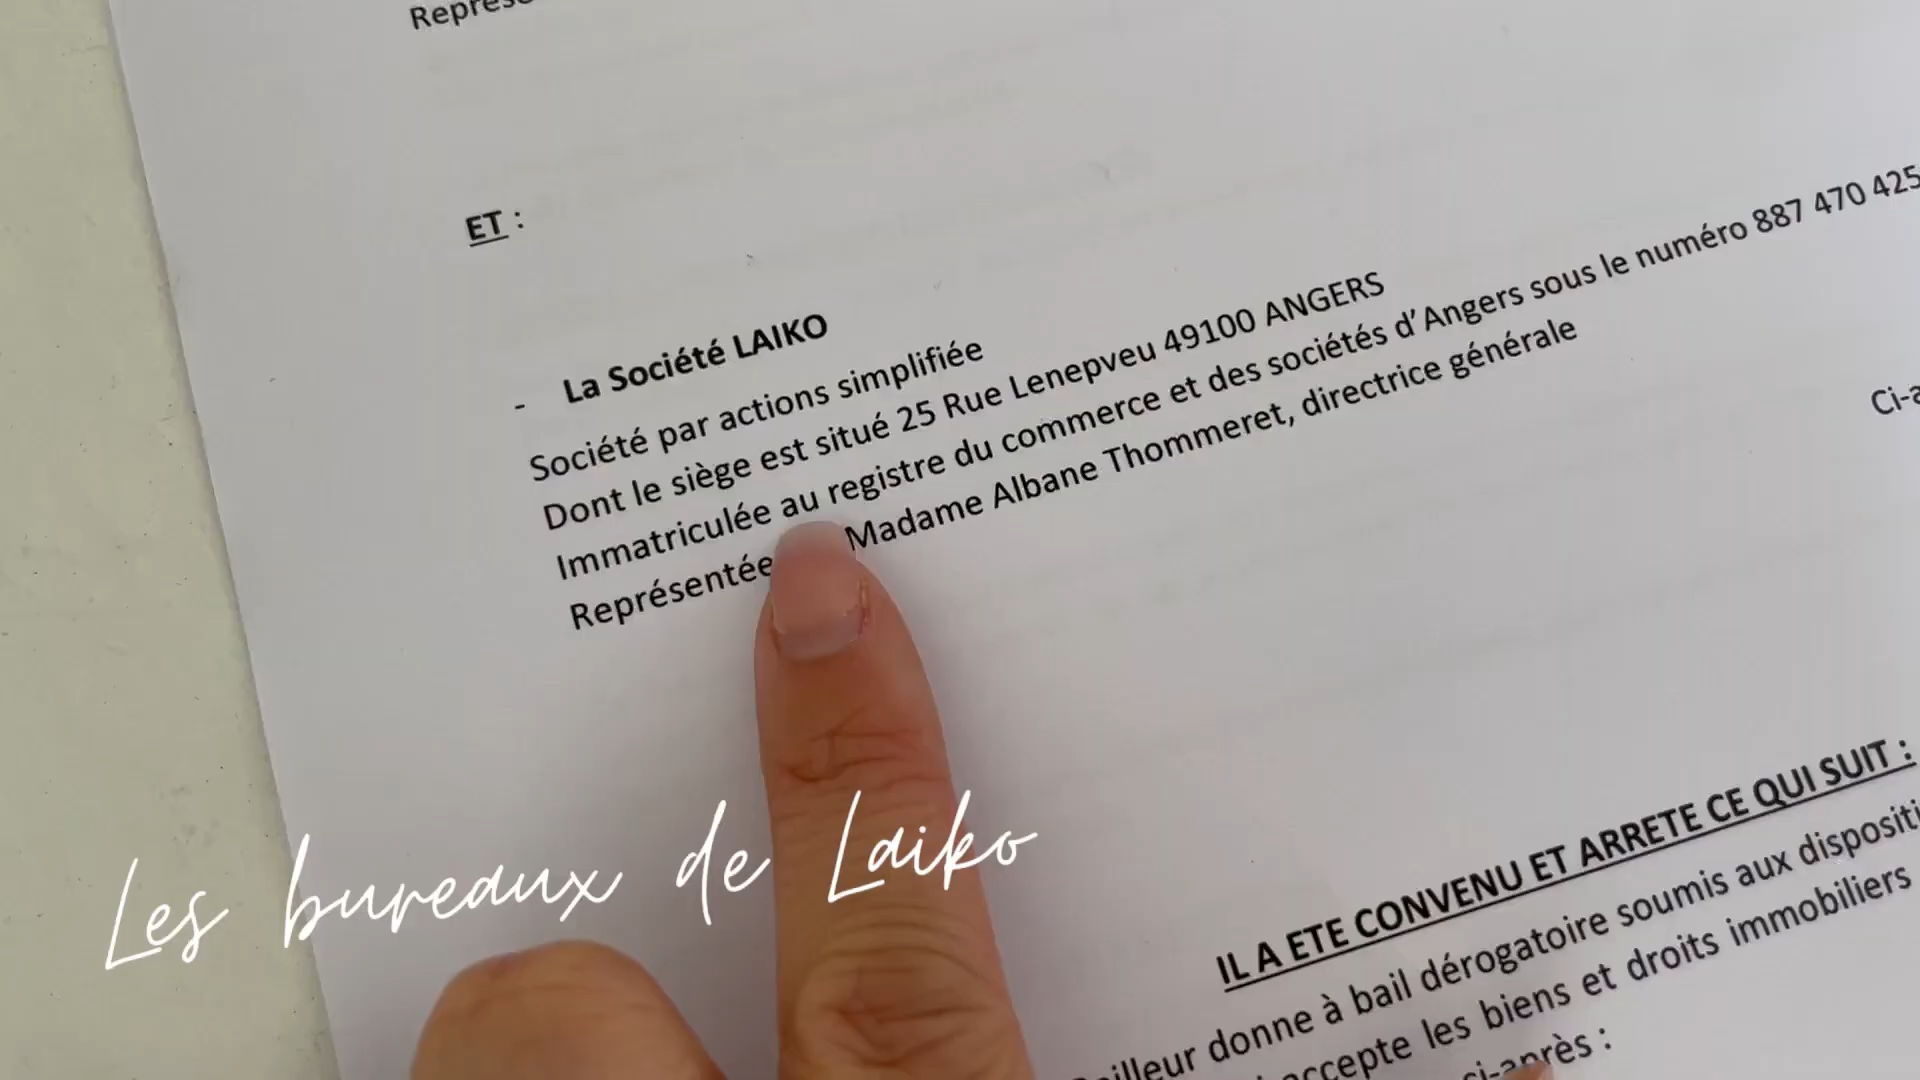 ET :
- La Société LAIKO
Société par actions simplifiée
Dont le siège est situé 25 Rue Lenepveu 49100 ANGERS
Immatriculée au registre du commerce et des sociétés d'Angers sous le numéro 887 470 425
Représentée Madame Albane Thommeret, directrice générale
IL A ETE CONVENU ET ARRETE CE QUI SUIT :
donne à bail dérogatoire soumis aux
les biens et droits immobiliers
ci-après :
Les bureaux de Laiko